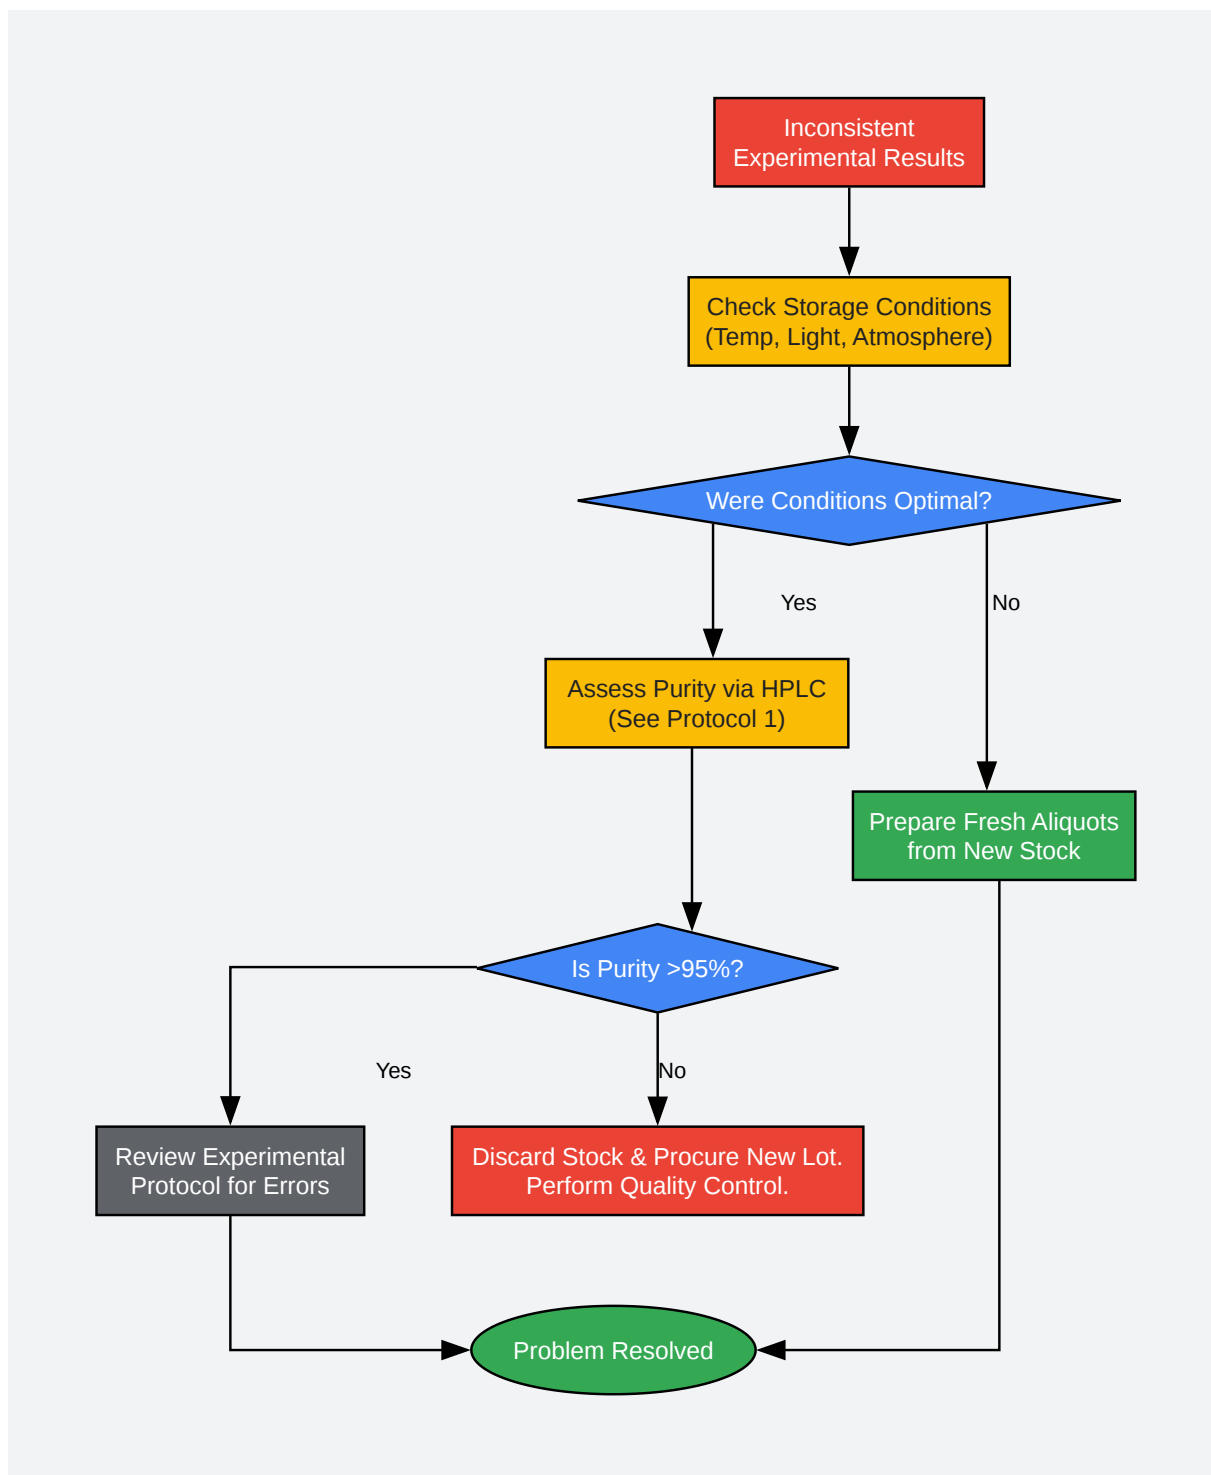 Inconsistent
Experimental Results
Check Storage Conditions
(Temp, Light, Atmosphere)
Were Conditions Optimal?
Yes
No
Assess Purity via HPLC
(See Protocol 1)
Prepare Fresh Aliquots
from New Stock
Is Purity >95%?
Yes
No
Review Experimental
Protocol for Errors
Discard Stock & Procure New Lot.
Perform Quality Control.
Problem Resolved